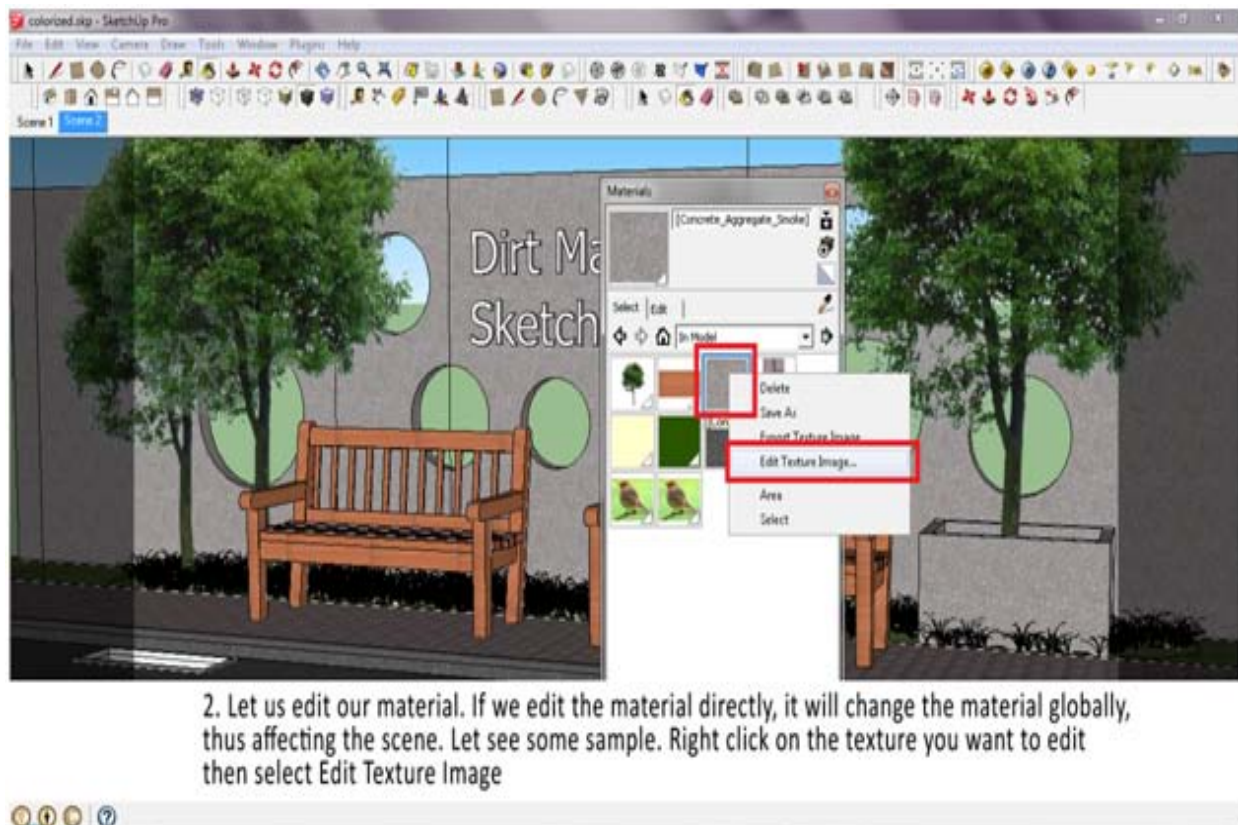 colorized.skp - SketchUp Pro
File Edit View Camera Draw Tools Window Plugins Help
Scene 1 Scene 2
Materials
[Concrete_Aggregate_Smoke]
Dirt Ma
Sketch
Select Edit
In Model
Delete
Save As
Export Texture Image
[Con
Edit Texture Image...
Area
Select
2. Let us edit our material. If we edit the material directly, it will change the material globally,
thus affecting the scene. Let see some sample. Right click on the texture you want to edit
then select Edit Texture Image